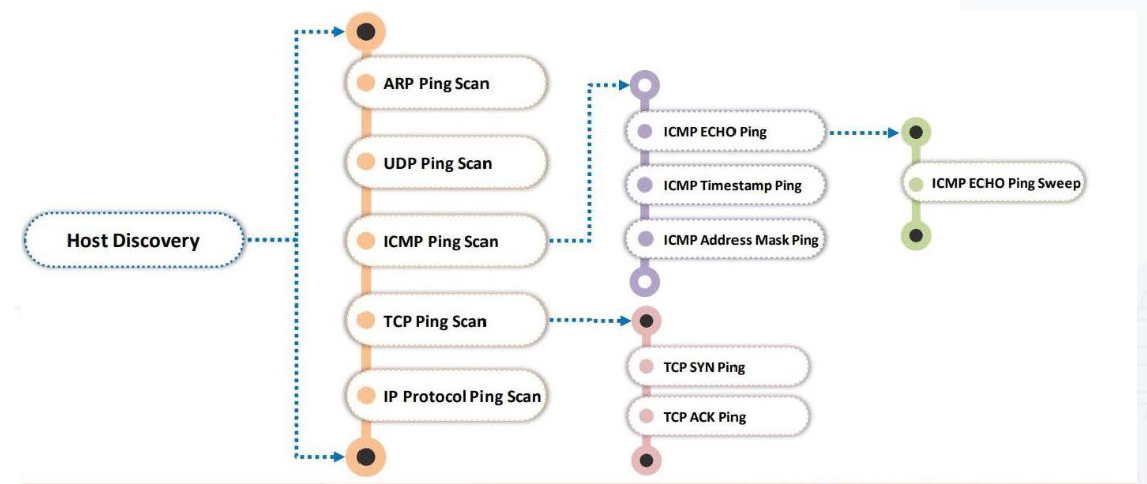 Host Discovery
ARP Ping Scan
UDP Ping Scan
ICMP Ping Scan
TCP Ping Scan
IP Protocol Ping Scan
ICMP ECHO Ping
ICMP Timestamp Ping
ICMP Address Mask Ping
TCP SYN Ping
TCP ACK Ping
ICMP ECHO Ping Sweep